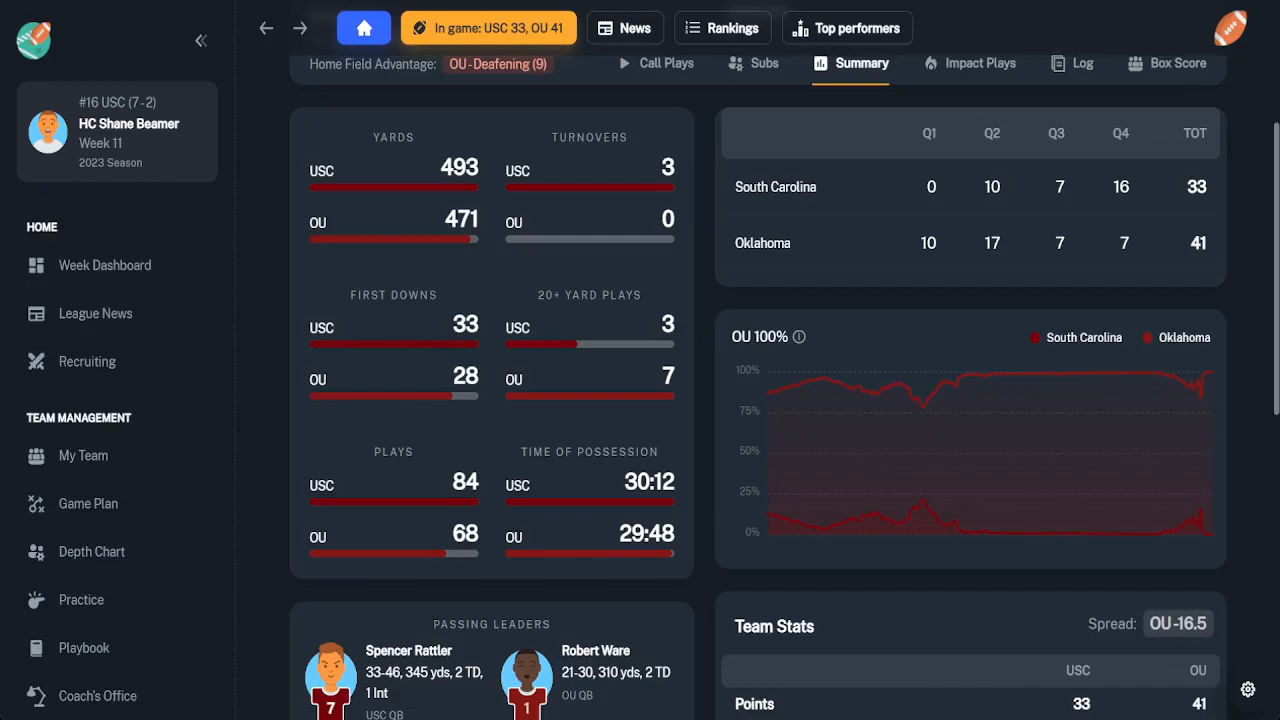 In game: USC 33, OU 41
News
Rankings
Top performers
#16 USC (7-2)
HC Shane Beamer
Week 11
2023 Season
HOME
Week Dashboard
League News
Recruiting
TEAM MANAGEMENT
My Team
Game Plan
Depth Chart
Practice
Playbook
Coach's Office
Home Field Advantage: OU - Deafening (9)
Call Plays
Subs
Summary
Impact Plays
Log
Box Score
YARDS
USC 493
OU 471
TURNOVERS
USC 3
OU 0
FIRST DOWNS
USC 33
OU 28
20+ YARD PLAYS
USC 3
OU 7
PLAYS
USC 84
OU 68
TIME OF POSSESSION
USC 30:12
OU 29:48
PASSING LEADERS
Spencer Rattler
33-46, 345 yds, 2 TD,
1 Int
USC QB
7
Robert Ware
21-30, 310 yds, 2 TD
OU QB
1
Q1 Q2 Q3 Q4 TOT
South Carolina 0 10 7 16 33
Oklahoma 10 17 7 7 41
OU 100%
South Carolina
Oklahoma
100%
75%
50%
25%
0%
Team Stats
Spread: OU -16.5
USC OU
Points 33 41